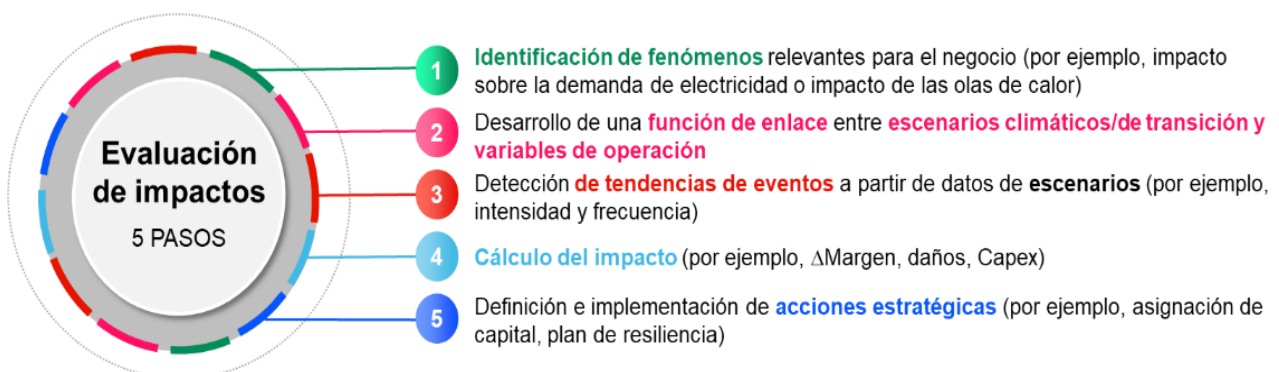 Evaluación
de impactos
5 PASOS
1
Identificación de fenómenos relevantes para el negocio (por ejemplo, impacto
sobre la demanda de electricidad o impacto de las olas de calor)
2
Desarrollo de una función de enlace entre escenarios climáticos/de transición y
variables de operación
3
Detección de tendencias de eventos a partir de datos de escenarios (por ejemplo,
intensidad y frecuencia)
4
Cálculo del impacto (por ejemplo, ΔMargen, daños, Capex)
5
Definición e implementación de acciones estratégicas (por ejemplo, asignación de
capital, plan de resiliencia)